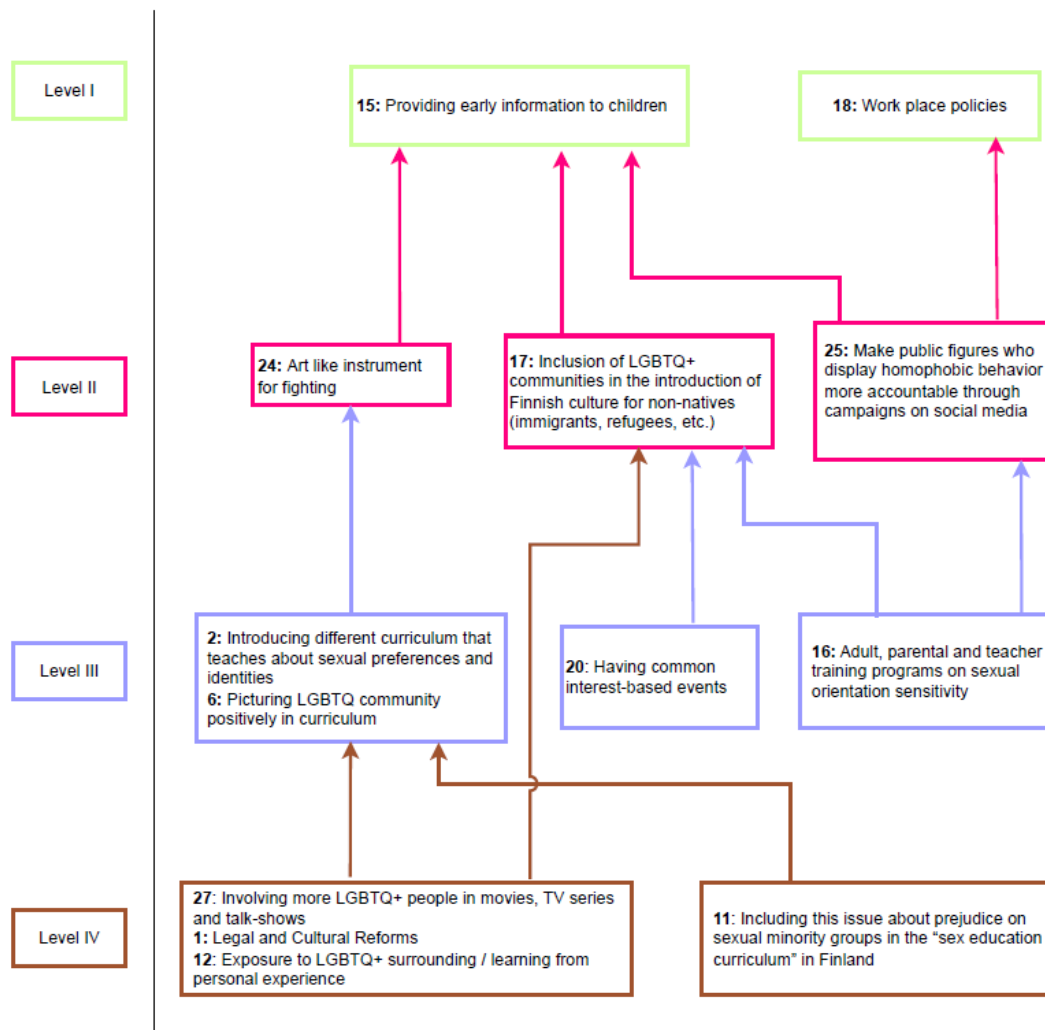 Level I
15: Providing early information to children
18: Work place policies
Level II
24: Art like instrument
for fighting
17: Inclusion of LGBTQ+
communities in the introduction of
Finnish culture for non-natives
(immigrants, refugees, etc.)
25: Make public figures who
display homophobic behavior
more accountable through
campaigns on social media
Level III
2: Introducing different curriculum that
teaches about sexual preferences and
identities
6: Picturing LGBTQ community
positively in curriculum
20: Having common
interest-based events
16: Adult, parental and teacher
training programs on sexual
orientation sensitivity
Level IV
27: Involving more LGBTQ+ people in movies, TV series
and talk-shows
1: Legal and Cultural Reforms
12: Exposure to LGBTQ+ surrounding / learning from
personal experience
11: Including this issue about prejudice on
sexual minority groups in the “sex education
curriculum” in Finland